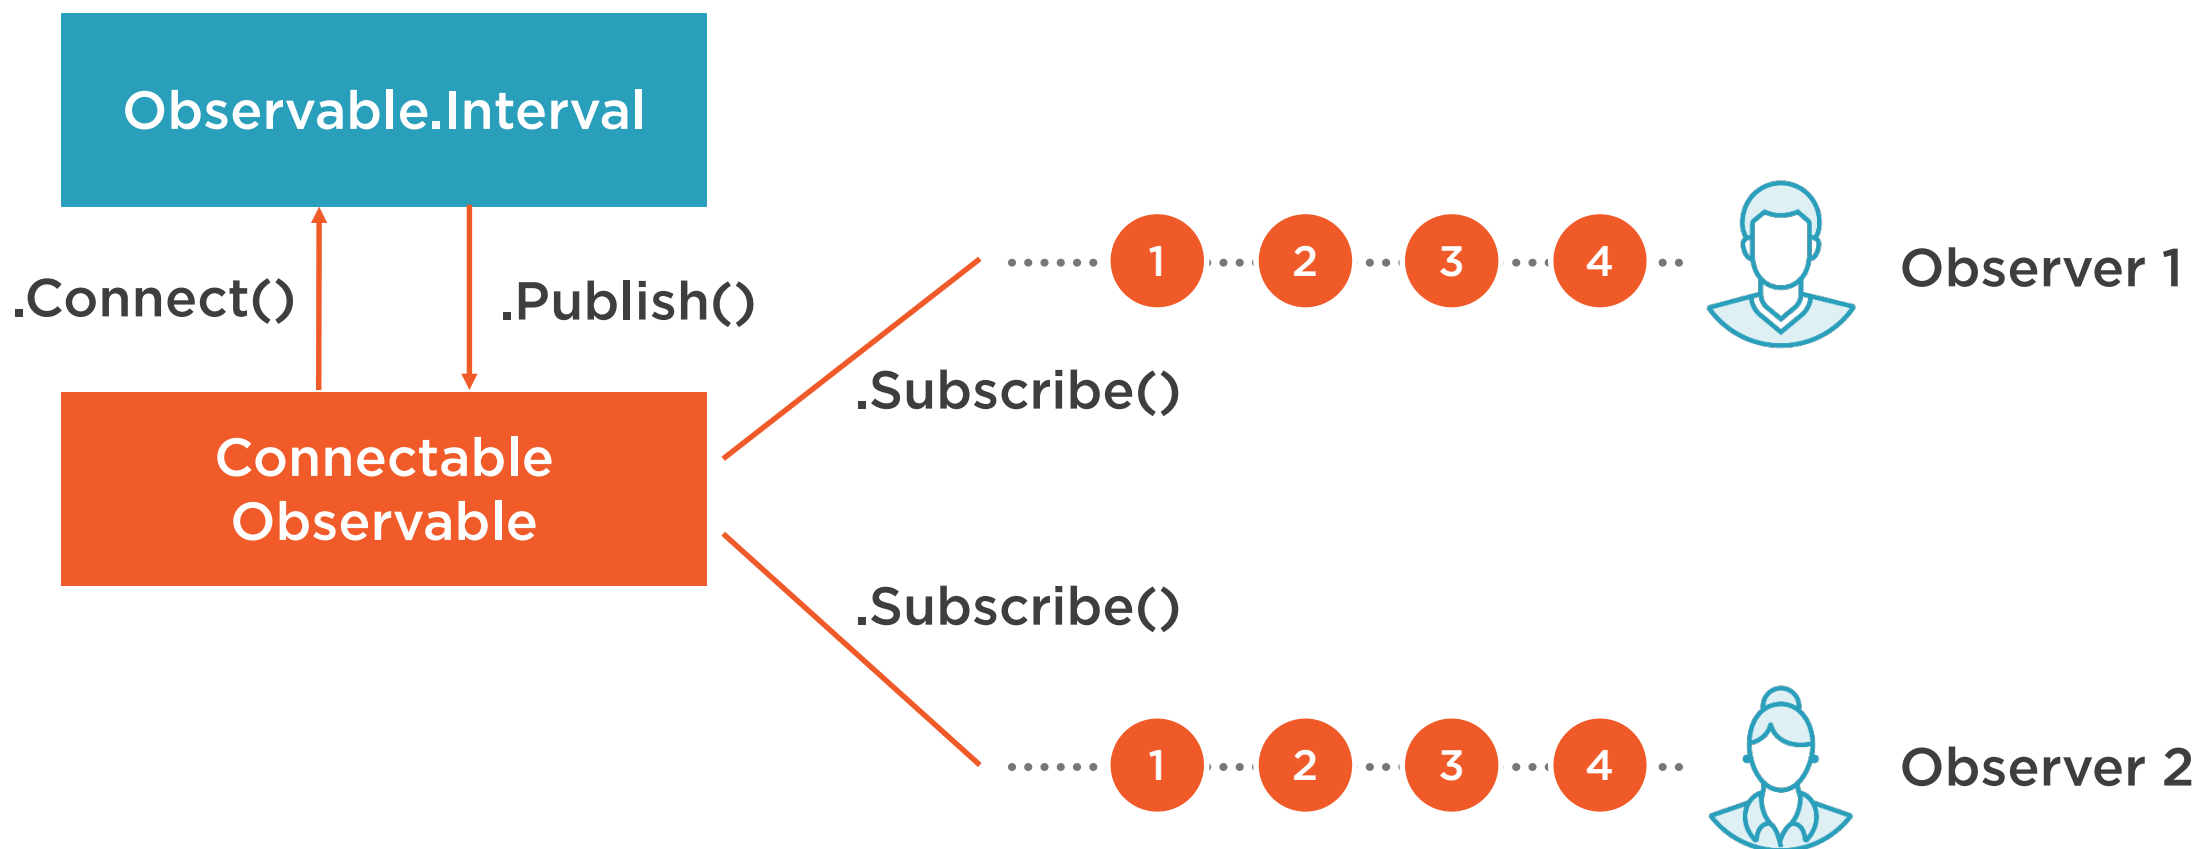 Observable.Interval
.Connect()
.Publish()
Connectable
Observable
.Subscribe()
1 2 3 4
Observer 1
.Subscribe()
1 2 3 4
Observer 2